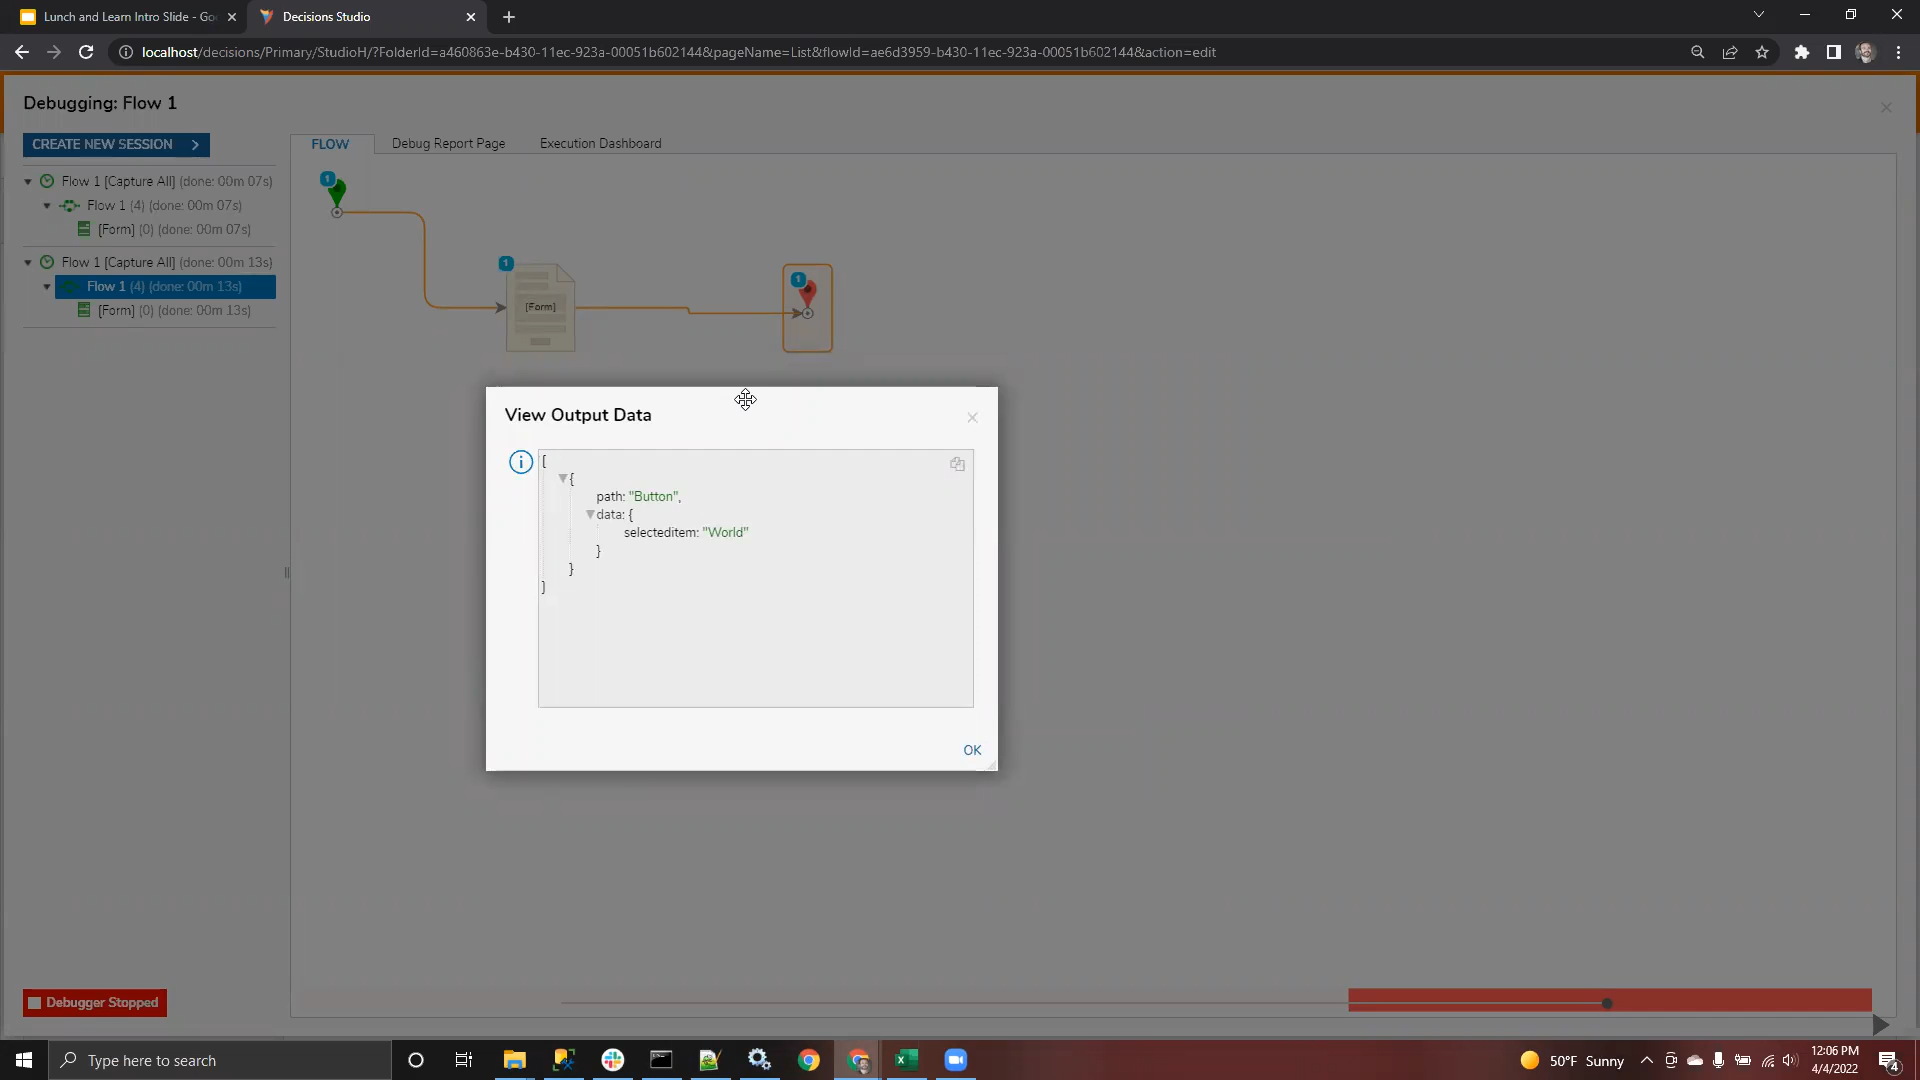 Lunch and Learn Intro Slide - Goo
Decisions Studio
localhost/decisions/Primary/StudioH/?FolderId=a460863e-b430-11ec-923a-00051b602144&pageName=List&flowId=ae6d3959-b430-11ec-923a-00051b602144&action=edit
Debugging: Flow 1
CREATE NEW SESSION
FLOW
Debug Report Page
Execution Dashboard
Flow 1 [Capture All] (done: 00m 07s)
Flow 1 (4) (done: 00m 07s)
[Form] (0) (done: 00m 07s)
Flow 1 [Capture All] (done: 00m 13s)
Flow 1 (4) (done: 00m 13s)
[Form] (0) (done: 00m 13s)
1
1
[Form]
1
View Output Data
[
{
path: "Button",
data: {
selecteditem: "World"
}
}
]
OK
Debugger Stopped
Type here to search
50°F Sunny
12:06 PM
4/4/2022
4